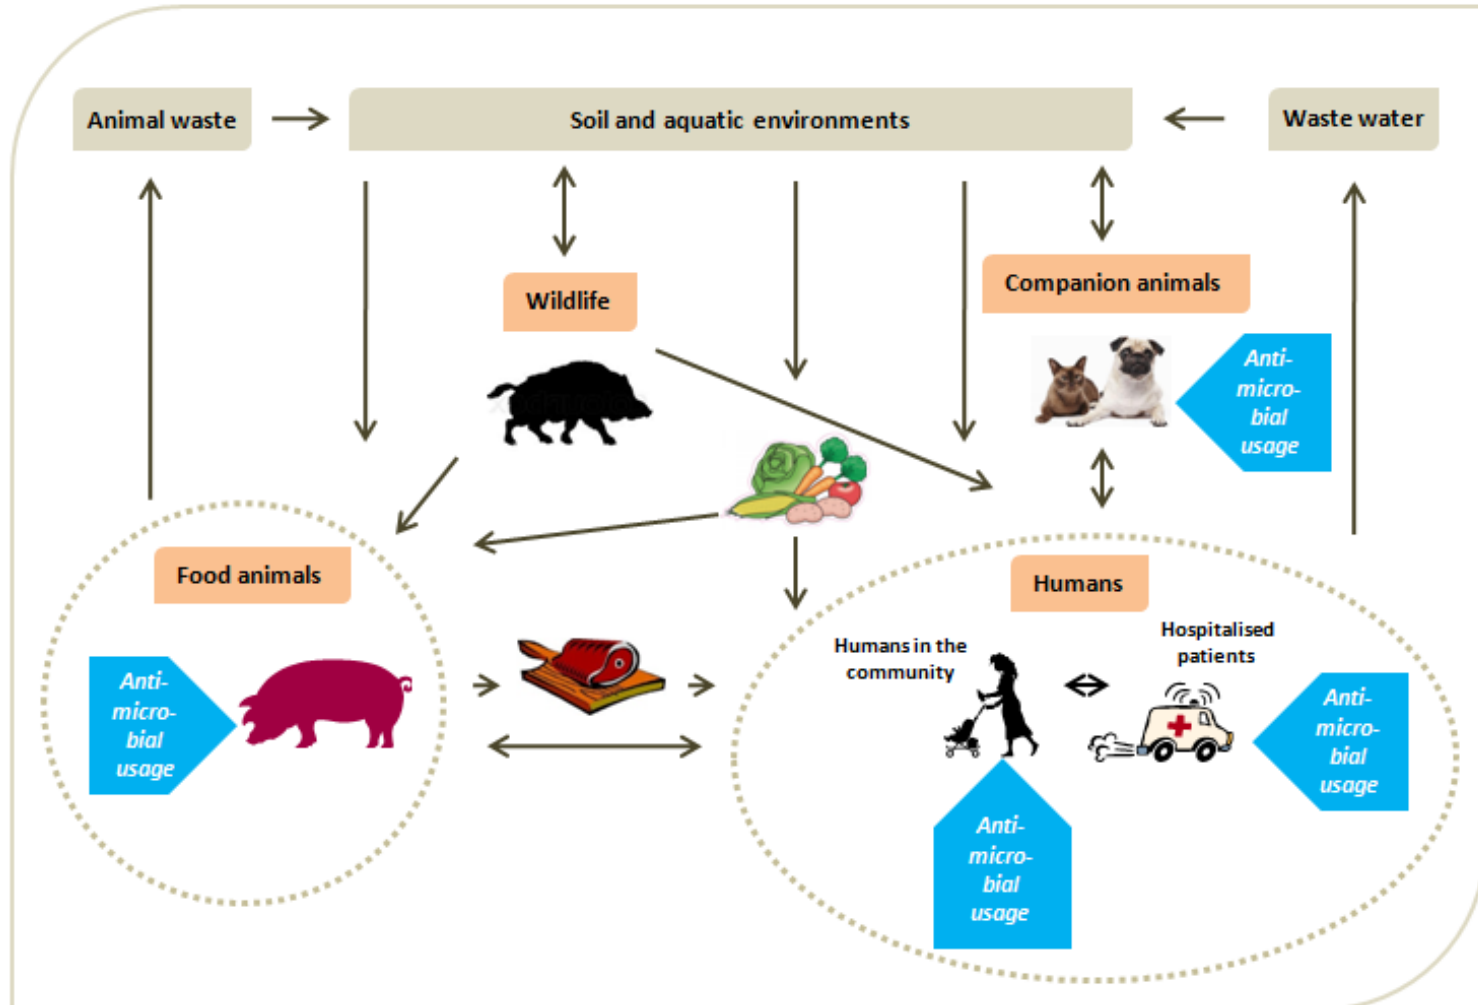 Animal waste
Soil and aquatic environments
Waste water
Wildlife
Companion animals
Anti-
micro-
bial
usage
Food animals
Humans
Humans in the
community
Hospitalised
patients
Anti-
micro-
bial
usage
Anti-
micro-
bial
usage
Anti-
micro-
bial
usage